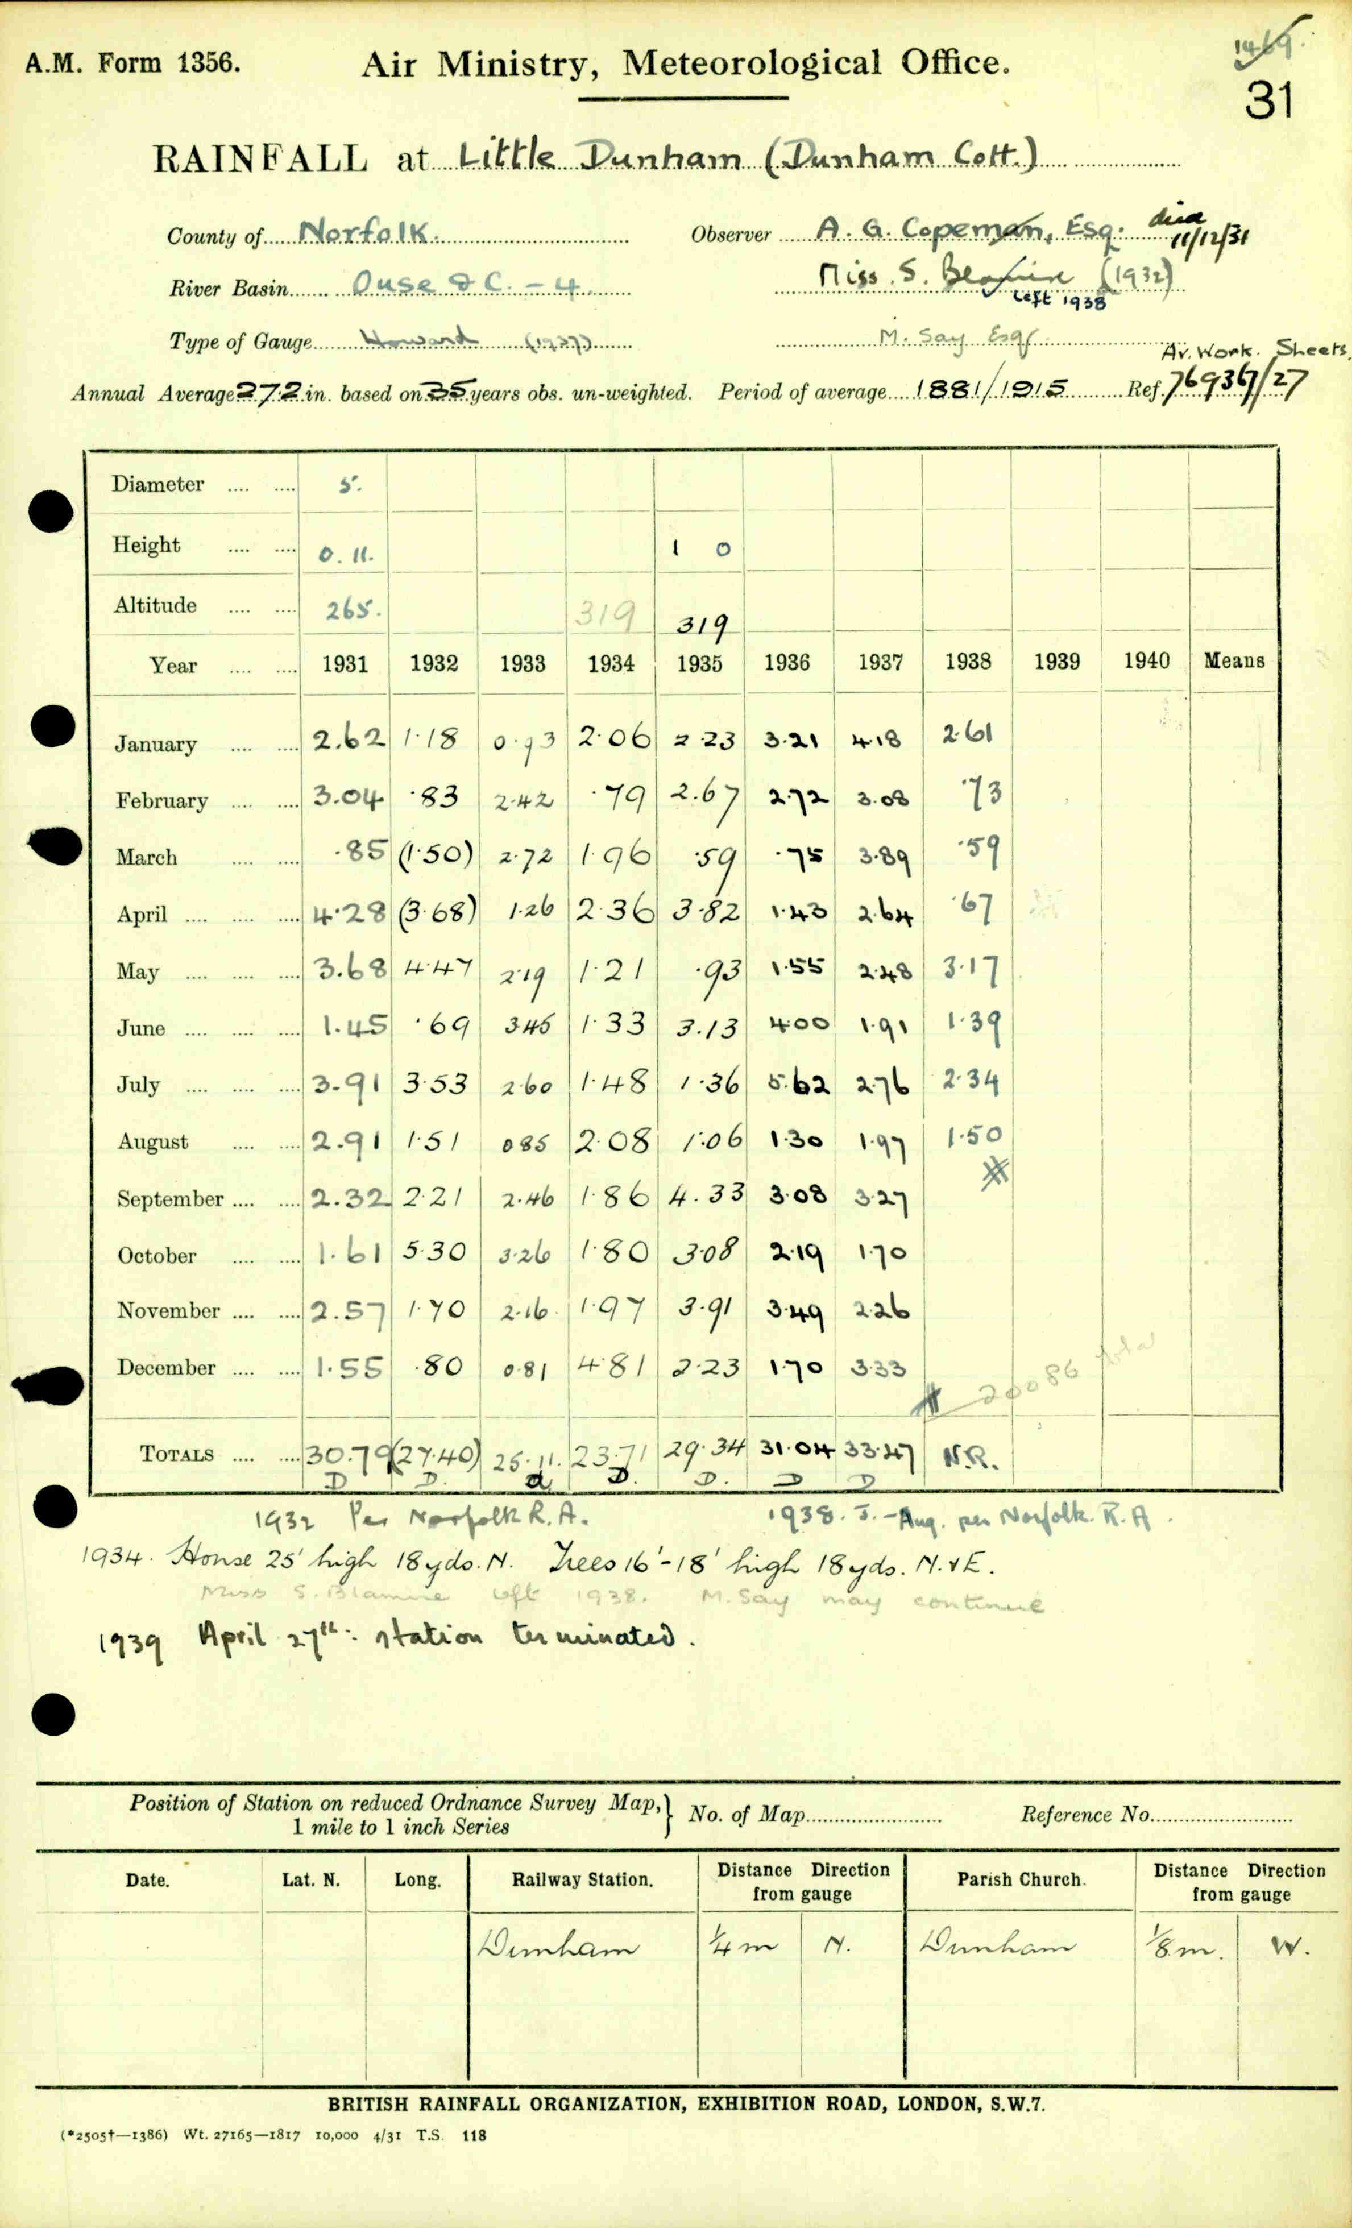 A.M. Form 1356.
Air Ministry, Meteorological Office.
1469.
31
RAINFALL at Little Dunham (Dunham Cott.)
County of Norfolk. Observer A. G. Copeman, Esq. died 11/12/31
River Basin Ouse &C. - 4. Miss. S. (1932)
left 1938
Type of Gauge Howard (1937) M. Say Esqr.
Av. Work. Sheets.
Annual Average 27.2 in. based on 35 years obs. un-weighted. Period of average 1881/1915 Ref. 76936/27
Diameter .... .... 5.
Height .... .... 0. 11. 1 0
Altitude .... .... 265. 319 319
Year .... .... 1931 1932 1933 1934 1935 1936 1937 1938 1939 1940 Means
January .... .... 2.62 1.18 0.93 2.06 2.23 3.21 4.18 2.61
February .... .... 3.04 .83 2.42 .79 2.67 2.72 3.08 .73
March .... .... .85 (1.50) 2.72 1.96 .59 .75 3.89 .59
April .... .... .... 4.28 (3.68) 1.26 2.36 3.82 1.43 2.64 .67
May .... .... .... 3.68 4.47 2.19 1.21 .93 1.55 2.48 3.17
June .... .... .... 1.45 .69 3.45 1.33 3.13 4.00 1.91 1.39
July .... .... .... 3.91 3.53 2.60 1.48 1.36 5.62 2.76 2.34
August .... .... 2.91 1.51 0.85 2.08 1.06 1.30 1.97 1.50
September .... .... 2.32 2.21 2.46 1.86 4.33 3.08 3.27
October .... .... 1.61 5.30 3.26 1.80 3.08 2.19 1.70
November .... .... 2.57 1.70 2.16 1.97 3.91 3.49 2.26
December .... .... 1.55 .80 0.81 4.81 2.23 1.70 3.33
20086
TOTALS .... .... 30.79 (27.40) 25.11. 23.71 29.34 31.04 33.47 N.R.
D D. d D. D. D D
1932 Per Norfolk R.A. 1938. J.-Aug. per Norfolk. R.A.
1934. House 25' high 18 yds. N. Trees 16'-18' high 18 yds. N. & E.
Miss S. Blamire left 1938. M. Say may continue
1939 April 27th: station terminated.
Position of Station on reduced Ordnance Survey Map,} No. of Map Reference No.
1 mile to 1 inch Series
Date. Lat. N. Long. Railway Station. Distance Direction from gauge Parish Church. Distance Direction from gauge
Dunham 1/4 m N. Dunham 1/8 m. W.
BRITISH RAINFALL ORGANIZATION, EXHIBITION ROAD, LONDON, S.W.7.
(*2505†—1386) Wt. 27165—1817 10,000 4/31 T.S. 118